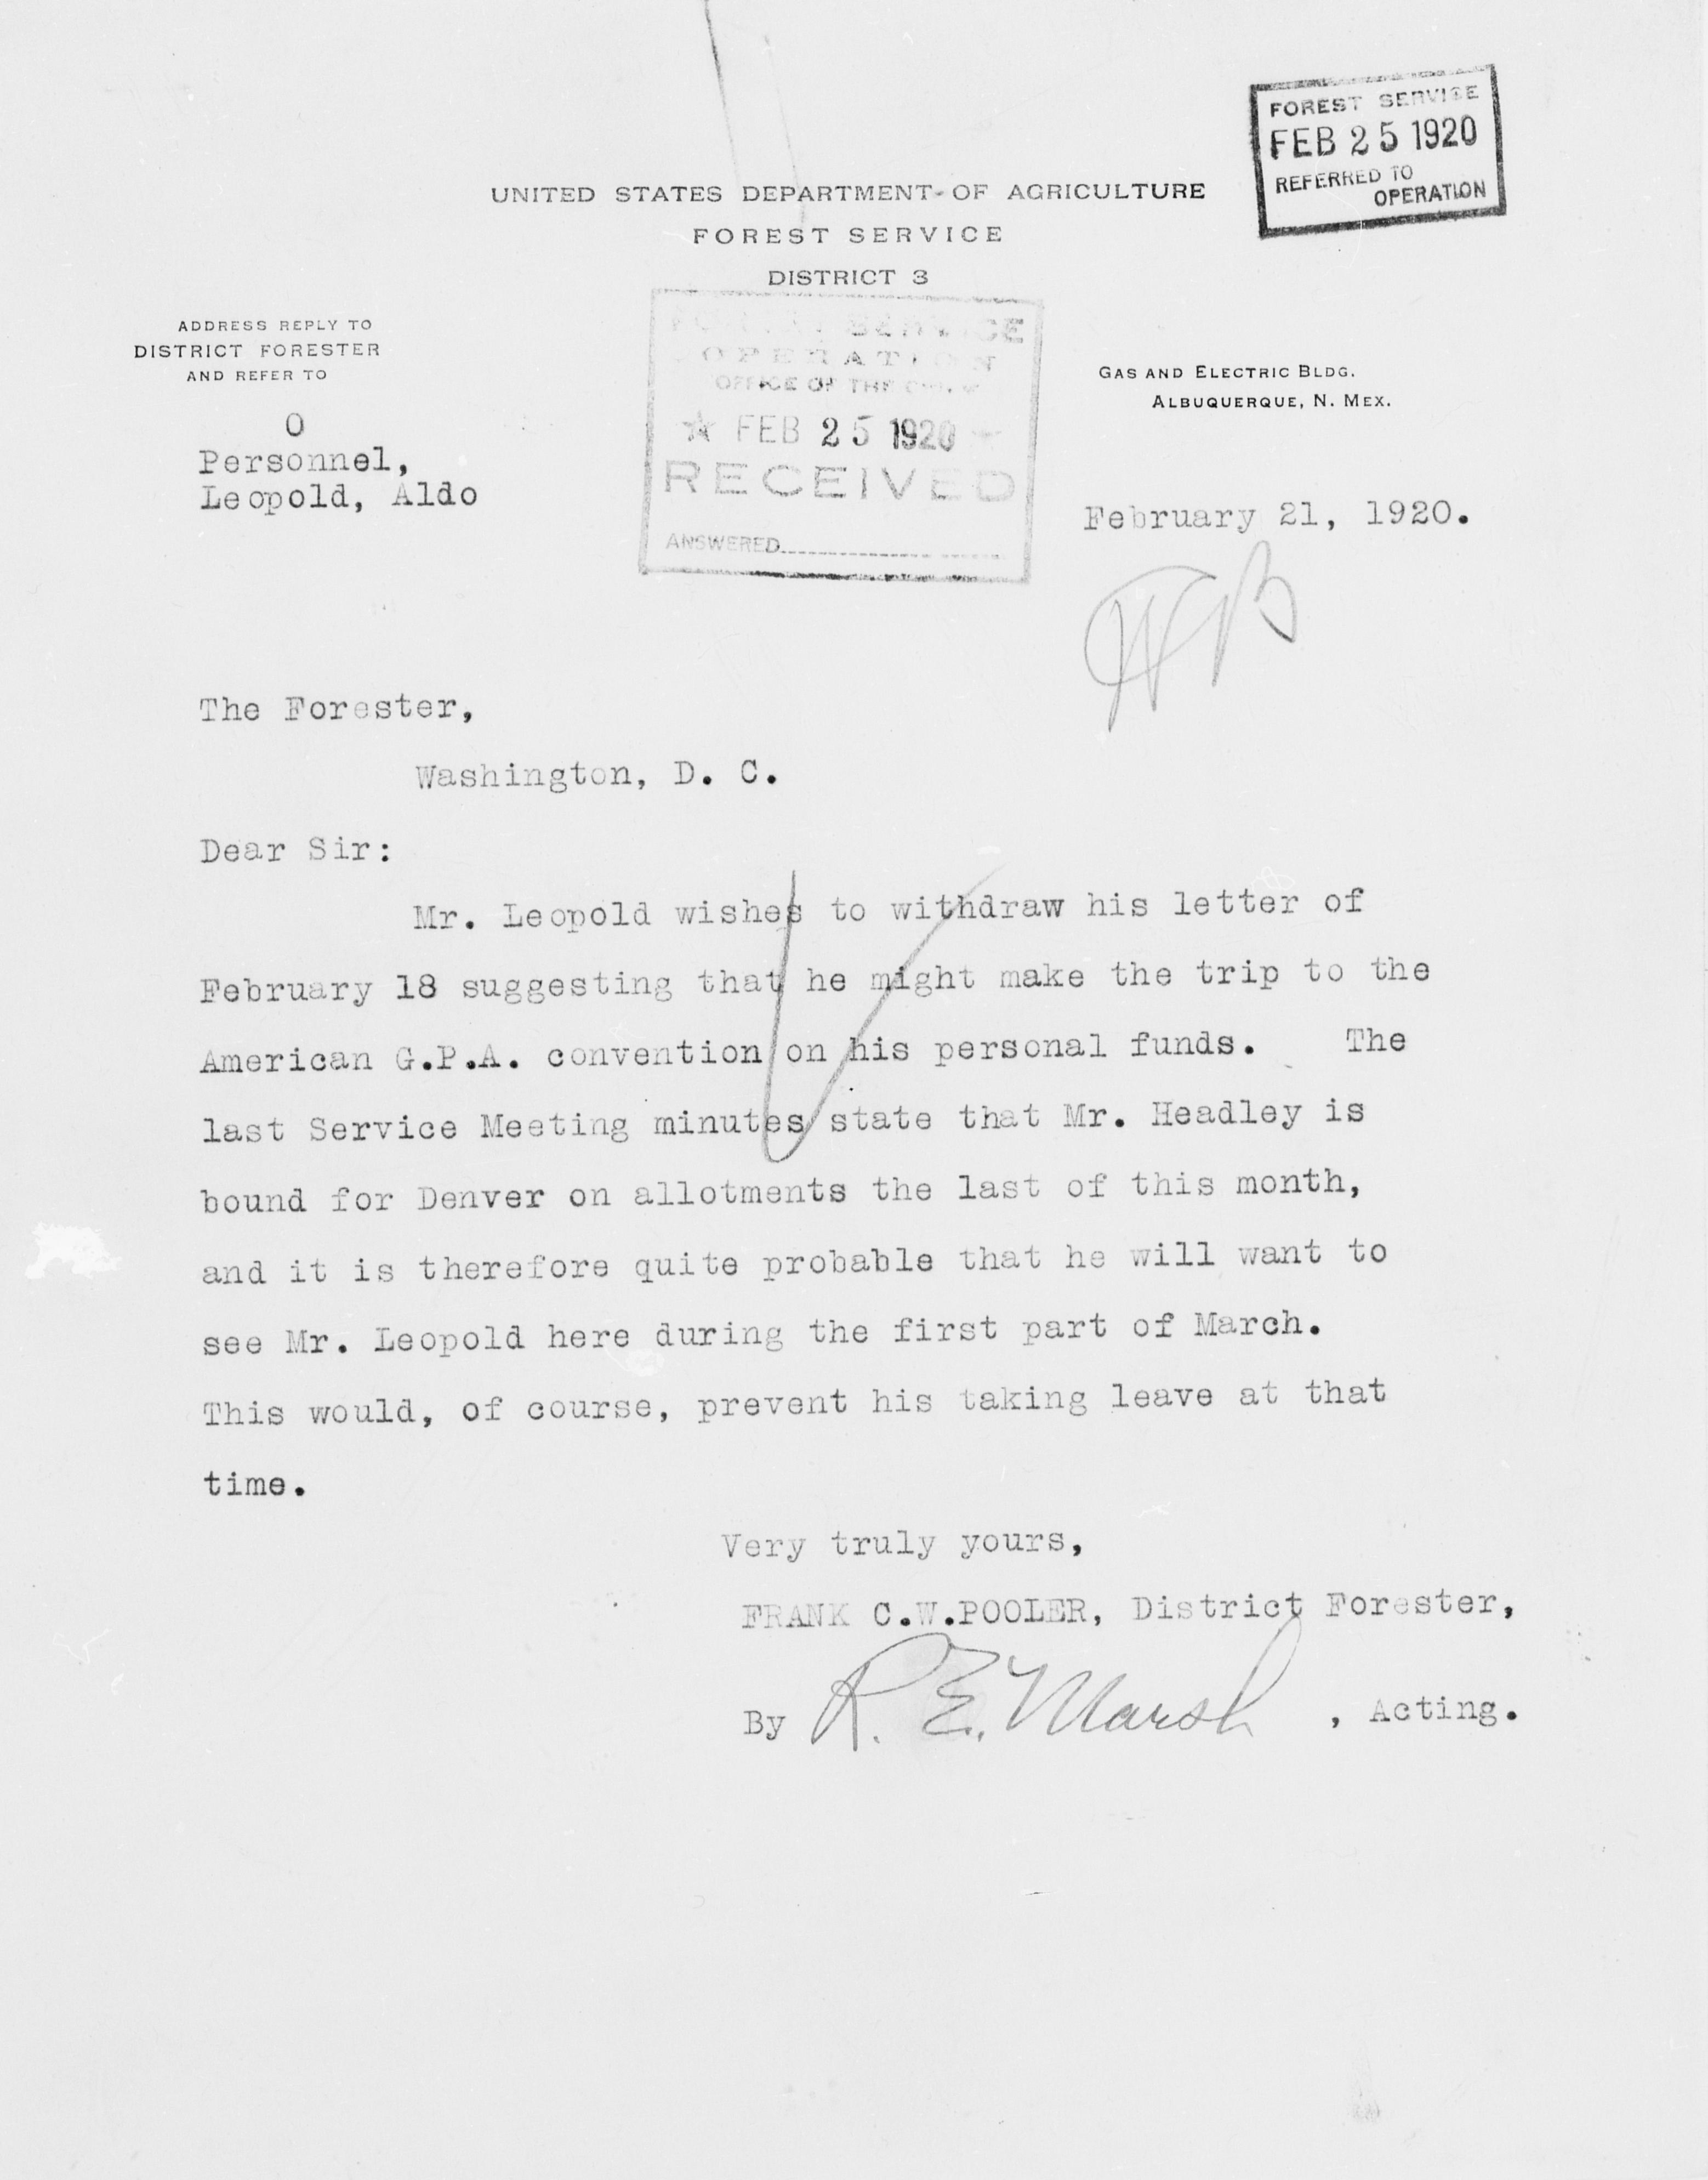 FOREST SERVICE
FEB 25 1920
REFERRED TO
OPERATION
UNITED STATES DEPARTMENT OF AGRICULTURE
FOREST SERVICE
DISTRICT 3
ADDRESS REPLY TO
DISTRICT FORESTER
AND REFER TO
GAS AND ELECTRIC BLDG.
ALBUQUERQUE, N. MEX.
O
Personnel,
Leopold, Aldo
SERVICE
OPERATION
OFFICE OF THE
FEB 25 1920
RECEIVED
ANSWERED
February 21, 1920.
The Forester,
Washington, D. C.
Dear Sir:
Mr. Leopold wishes to withdraw his letter of
February 18 suggesting that he might make the trip to the
American G.P.A. convention on his personal funds. The
last Service Meeting minutes state that Mr. Headley is
bound for Denver on allotments the last of this month,
and it is therefore quite probable that he will want to
see Mr. Leopold here during the first part of March.
This would, of course, prevent his taking leave at that
time.
Very truly yours,
FRANK C.W.POOLER, District Forester,
By R. E. Marsh , Acting.